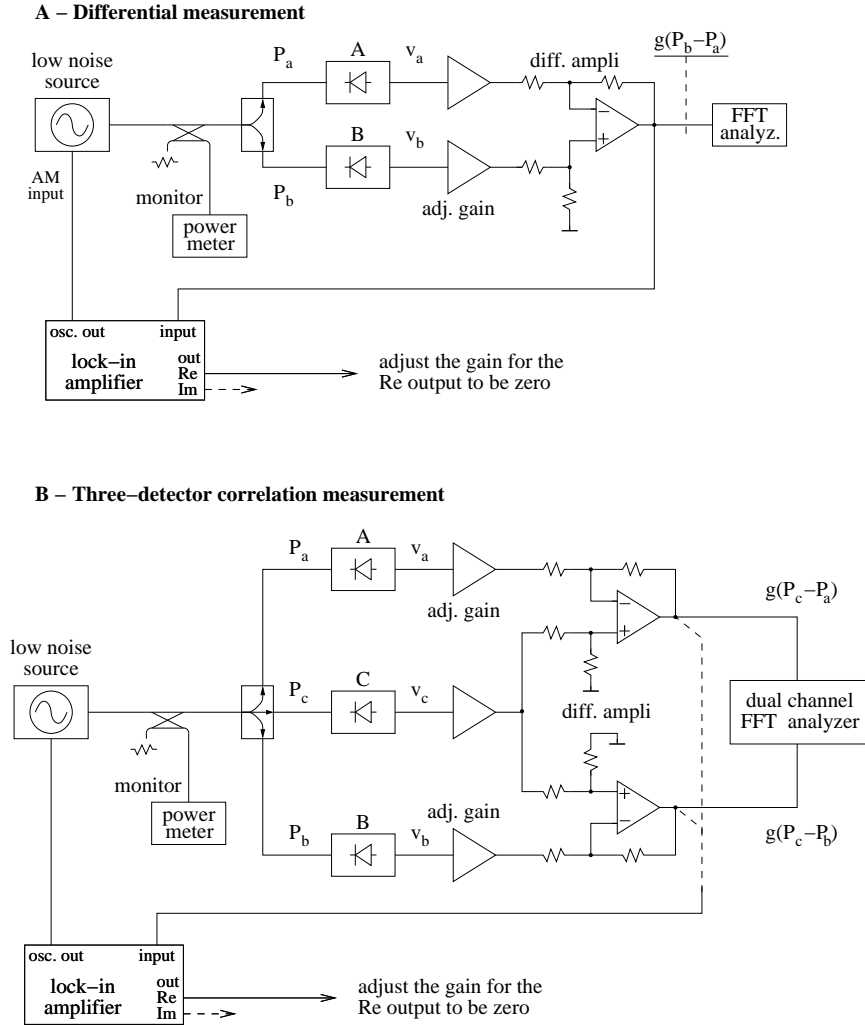 A – Differential measurement
low noise
source
P_a
A
v_a
diff. ampli
g(P_b–P_a)
−
+
FFT
analyz.
B
v_b
P_b
adj. gain
AM
input
monitor
power
meter
osc. out
input
lock–in
amplifier
out
Re
Im
adjust the gain for the
Re output to be zero
B – Three–detector correlation measurement
P_a
A
v_a
adj. gain
g(P_c–P_a)
−
+
low noise
source
P_c
C
v_c
diff. ampli
dual channel
FFT analyzer
monitor
power
meter
adj. gain
+
−
P_b
B
v_b
g(P_c–P_b)
osc. out
input
lock–in
amplifier
out
Re
Im
adjust the gain for the
Re output to be zero